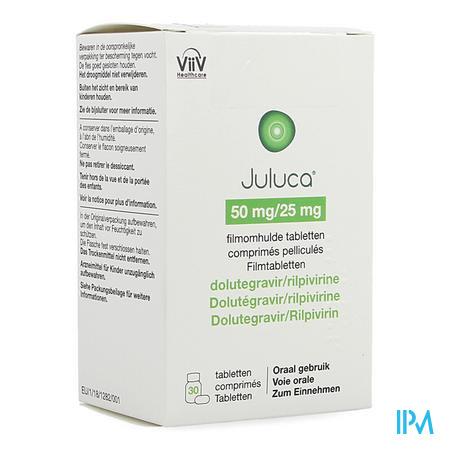 Bewaren in de oorspronkelijke
verpakking ter bescherming tegen vocht.
De fles goed gesloten houden.
Het droogmiddel niet verwijderen.
Buiten het zicht en bereik van
kinderen houden.
Zie de bijsluiter voor meer informatie.
A conserver dans l'emballage d'origine,
à l'abri de l'humidité.
Conserver le flacon soigneusement
fermé.
Ne pas retirer le dessiccant.
Tenir hors de la vue et de la portée
des enfants.
Voir la notice pour plus d'information.
In der Originalverpackung aufbewahren,
um den Inhalt vor Feuchtigkeit zu
schützen.
Die Flasche fest verschlossen halten.
Das Trockenmittel nicht entfernen.
Arzneimittel für Kinder unzugänglich
aufbewahren.
Siehe Packungsbeilage für weitere
Informationen.
EU/1/18/1282/001
ViiV
Healthcare
Juluca®
50 mg/25 mg
filmomhulde tabletten
comprimés pelliculés
Filmtabletten
dolutegravir/rilpivirine
Dolutégravir/rilpivirine
Dolutegravir/Rilpivirin
30
tabletten
comprimés
Tabletten
Oraal gebruik
Voie orale
Zum Einnehmen
IPM